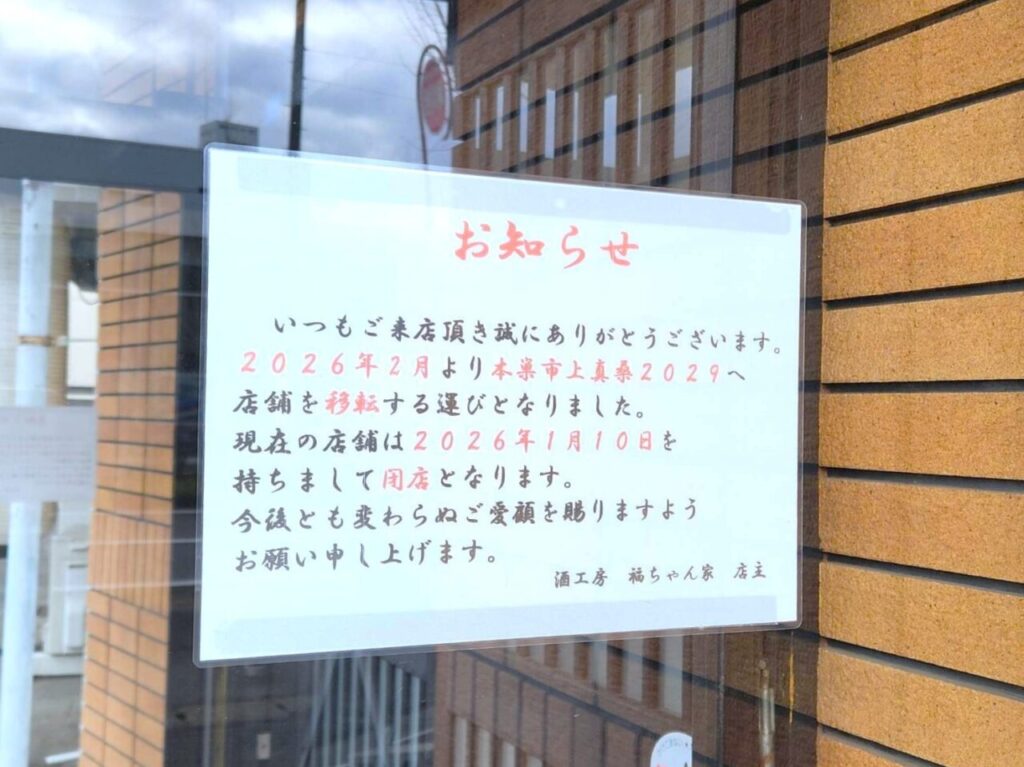 お知らせ
いつもご来店頂き誠にありがとうございます。
２０２６年２月より本巣市上真桑２０２９へ
店舗を移転する運びとなりました。
現在の店舗は２０２６年１月１０日を
持ちまして閉店となります。
今後とも変わらぬご愛顧を賜りますよう
お願い申し上げます。
酒工房　福ちゃん家　店主